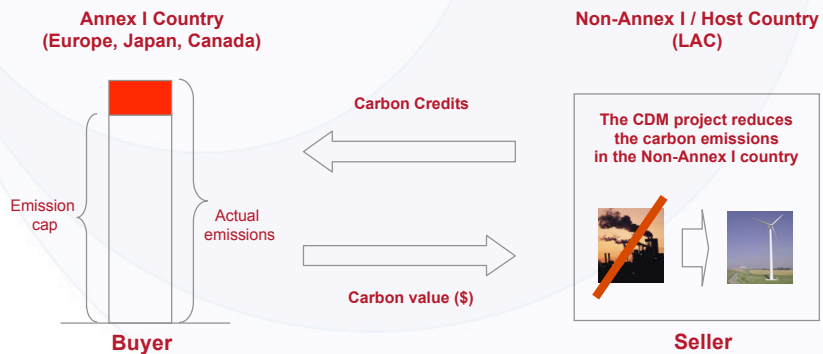 Annex I Country
(Europe, Japan, Canada)
Non-Annex I / Host Country
(LAC)
Carbon Credits
The CDM project reduces
the carbon emissions
in the Non-Annex I country
Emission
cap
Actual
emissions
Carbon value ($)
Buyer
Seller